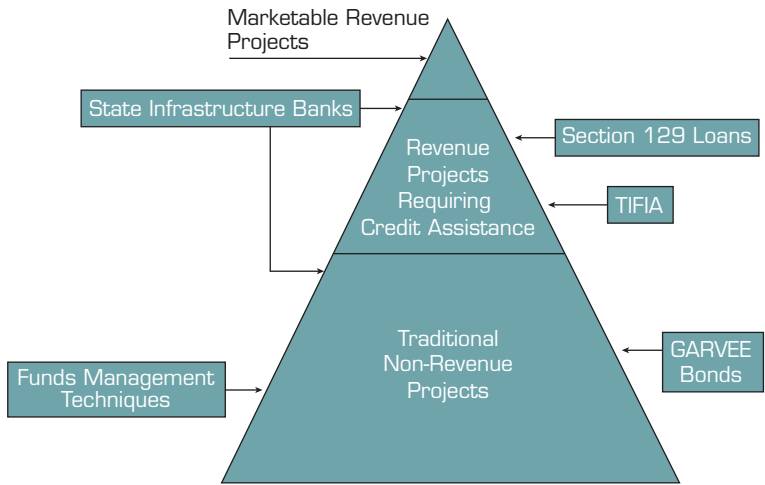 Marketable Revenue
Projects
State Infrastructure Banks
Section 129 Loans
Revenue
Projects
Requiring
Credit Assistance
TIFIA
Traditional
Non-Revenue
Projects
GARVEE
Bonds
Funds Management
Techniques